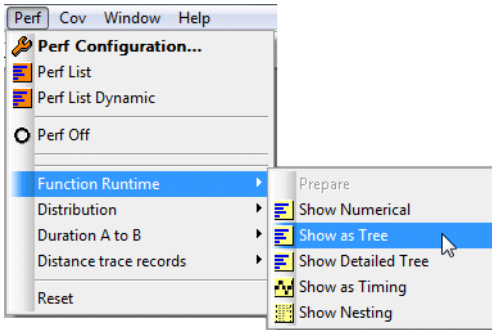 Perf Cov Window Help
Perf Configuration...
Perf List
Perf List Dynamic
Perf Off
Function Runtime
Distribution
Duration A to B
Distance trace records
Reset
Prepare
Show Numerical
Show as Tree
Show Detailed Tree
Show as Timing
Show Nesting